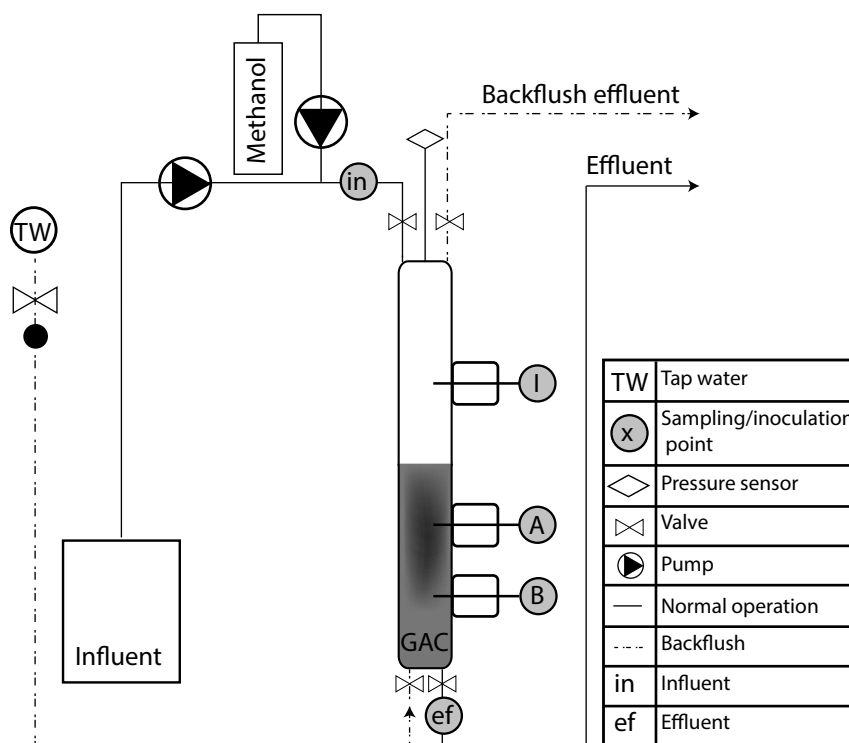 Methanol
Backflush effluent
Effluent
in
TW
I
A
B
GAC
Influent
ef
TW Tap water
x Sampling/inoculation
point
Pressure sensor
Valve
Pump
Normal operation
Backflush
in Influent
ef Effluent